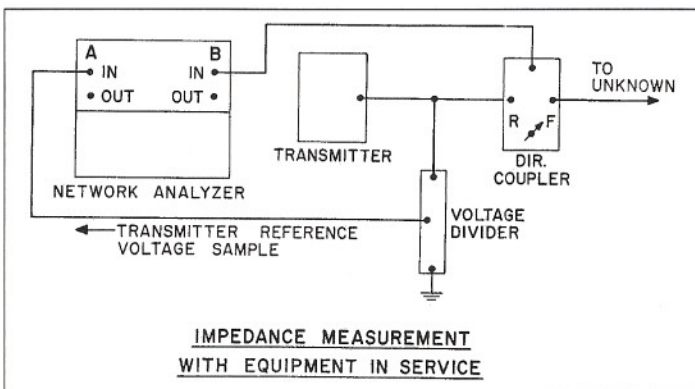 A B
IN IN
OUT OUT
NETWORK ANALYZER
TRANSMITTER
R F
DIR.
COUPLER
TO
UNKNOWN
VOLTAGE
DIVIDER
TRANSMITTER REFERENCE
VOLTAGE SAMPLE
IMPEDANCE MEASUREMENT
WITH EQUIPMENT IN SERVICE